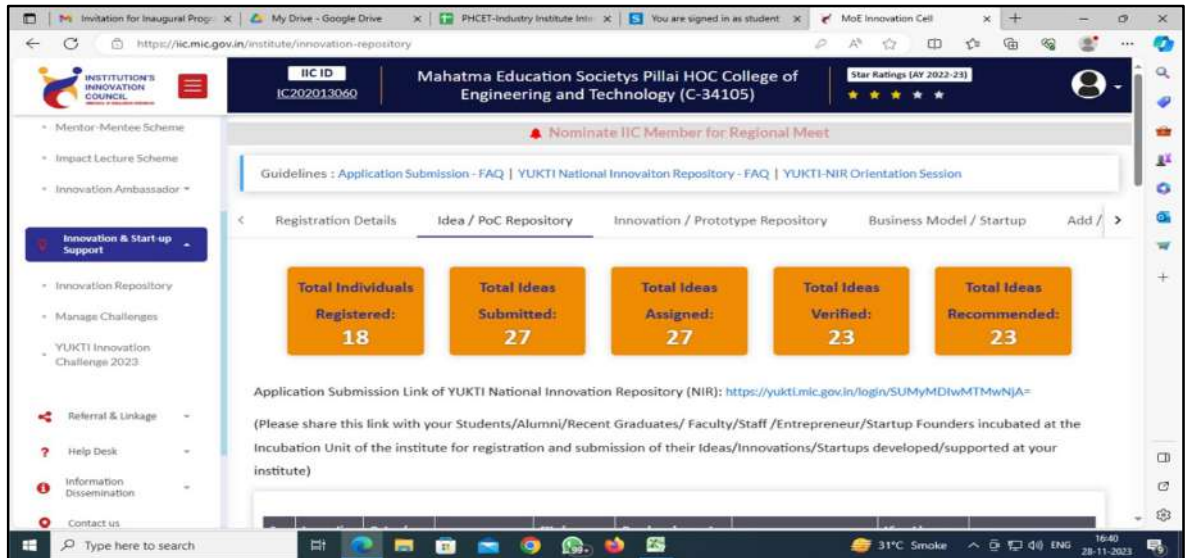 Invitation for Inaugural Progr
My Drive - Google Drive
PHCET-Industry Institute Inte
You are signed in as student
MoE Innovation Cell
https://iic.mic.gov.in/institute/innovation-repository
INSTITUTION'S
INNOVATION
COUNCIL
IIC ID
IC202013060
Mahatma Education Societys Pillai HOC College of
Engineering and Technology (C-34105)
Star Ratings (AY 2022-23)
Mentor-Mentee Scheme
Impact Lecture Scheme
Innovation Ambassador
Innovation & Start-up
Support
Innovation Repository
Manage Challenges
YUKTI Innovation
Challenge 2023
Referral & Linkage
Help Desk
Information
Dissemination
Contact us
Nominate IIC Member for Regional Meet
Guidelines : Application Submission - FAQ | YUKTI National Innovaiton Repository - FAQ | YUKTI-NIR Orientation Session
Registration Details Idea / PoC Repository Innovation / Prototype Repository Business Model / Startup Add /
Total Individuals
Registered:
18
Total Ideas
Submitted:
27
Total Ideas
Assigned:
27
Total Ideas
Verified:
23
Total Ideas
Recommended:
23
Application Submission Link of YUKTI National Innovation Repository (NIR): https://yukti.mic.gov.in/login/SUMyMDIwMTMwNjA=
(Please share this link with your Students/Alumni/Recent Graduates/ Faculty/Staff /Entrepreneur/Startup Founders incubated at the
Incubation Unit of the institute for registration and submission of their Ideas/Innovations/Startups developed/supported at your
institute)
Type here to search
31°C Smoke
ENG
16:40
28-11-2023